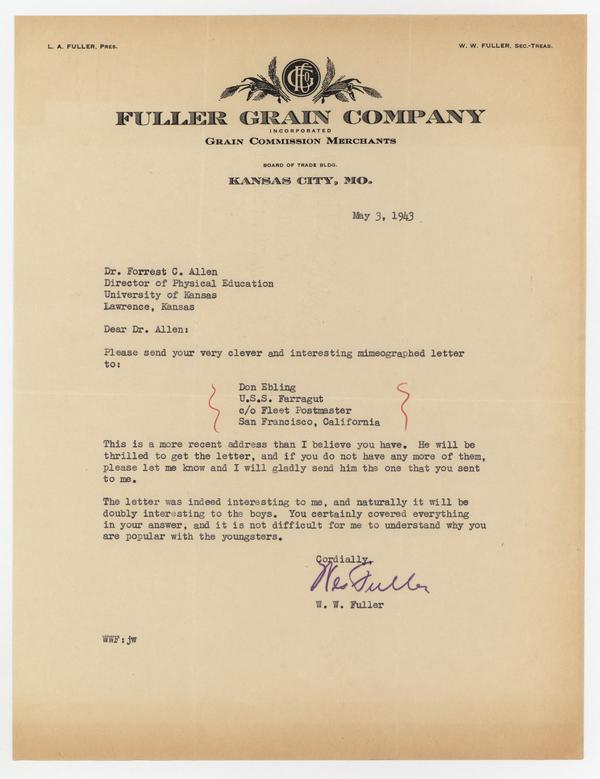 L. A. FULLER, PRES.
W. W. FULLER, SEC.-TREAS.
FGC
FULLER GRAIN COMPANY
INCORPORATED
GRAIN COMMISSION MERCHANTS
BOARD OF TRADE BLDG.
KANSAS CITY, MO.
May 3, 1943
Dr. Forrest C. Allen
Director of Physical Education
University of Kansas
Lawrence, Kansas
Dear Dr. Allen:
Please send your very clever and interesting mimeographed letter
to:
Don Ebling
U.S.S. Farragut
c/o Fleet Postmaster
San Francisco, California
This is a more recent address than I believe you have. He will be
thrilled to get the letter, and if you do not have any more of them,
please let me know and I will gladly send him the one that you sent
to me.
The letter was indeed interesting to me, and naturally it will be
doubly interesting to the boys. You certainly covered everything
in your answer, and it is not difficult for me to understand why you
are popular with the youngsters.
Cordially,
Wes Fuller
W. W. Fuller
WWF:jw